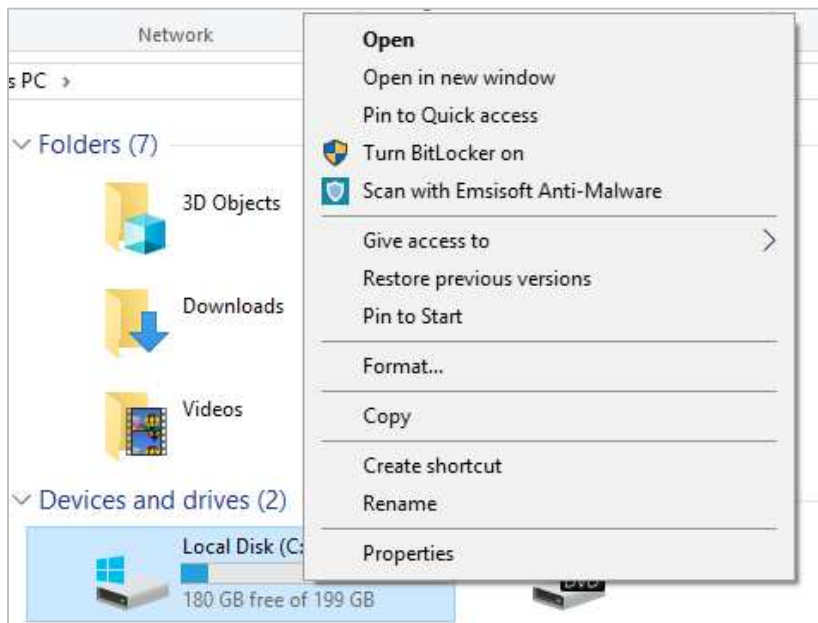 Network
s PC
Folders (7)
3D Objects
Downloads
Videos
Devices and drives (2)
Local Disk (C:
180 GB free of 199 GB
Open
Open in new window
Pin to Quick access
Turn BitLocker on
Scan with Emsisoft Anti-Malware
Give access to
Restore previous versions
Pin to Start
Format...
Copy
Create shortcut
Rename
Properties
DVD